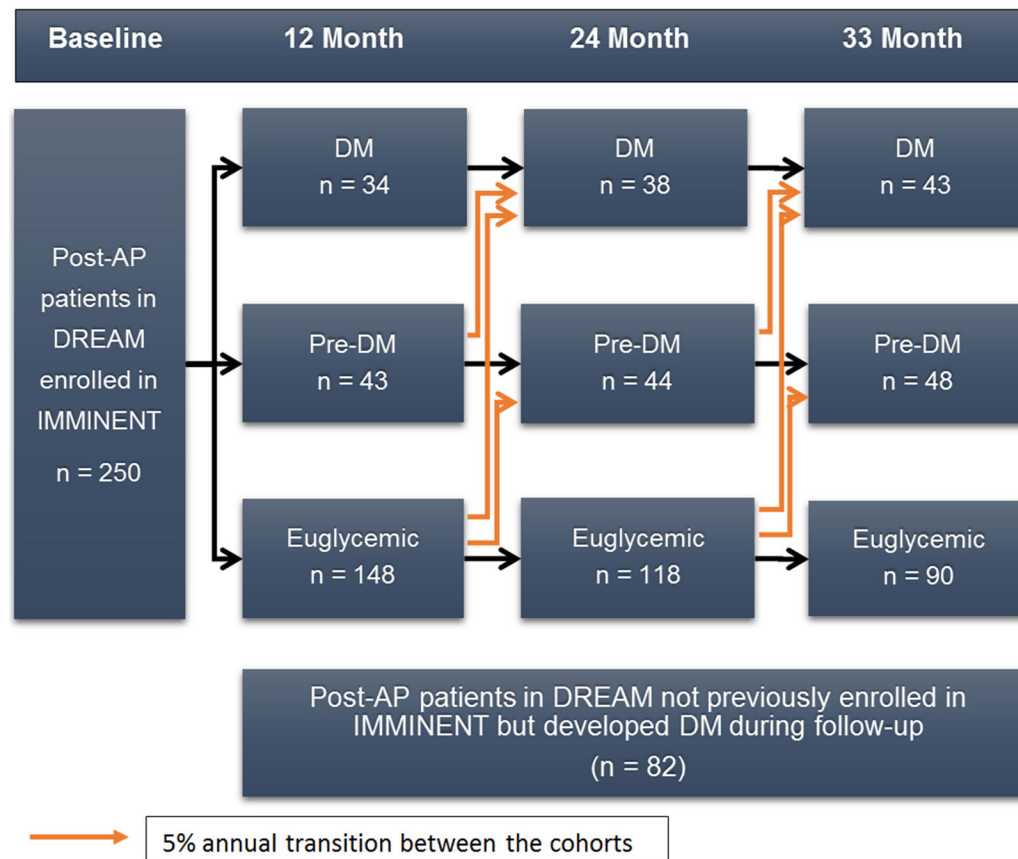 Baseline
12 Month
24 Month
33 Month
Post-AP
patients in
DREAM
enrolled in
IMMINENT
n = 250
DM
n = 34
DM
n = 38
DM
n = 43
Pre-DM
n = 43
Pre-DM
n = 44
Pre-DM
n = 48
Euglycemic
n = 148
Euglycemic
n = 118
Euglycemic
n = 90
Post-AP patients in DREAM not previously enrolled in
IMMINENT but developed DM during follow-up
(n = 82)
5% annual transition between the cohorts